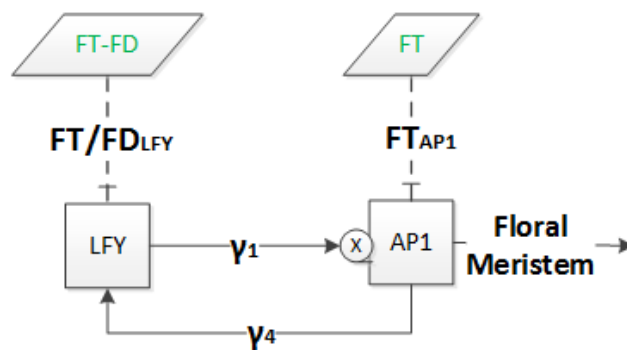 FT-FD
FT
FT/FDLFY
FTAP1
LFY
γ1
X
AP1
Floral
Meristem
γ4